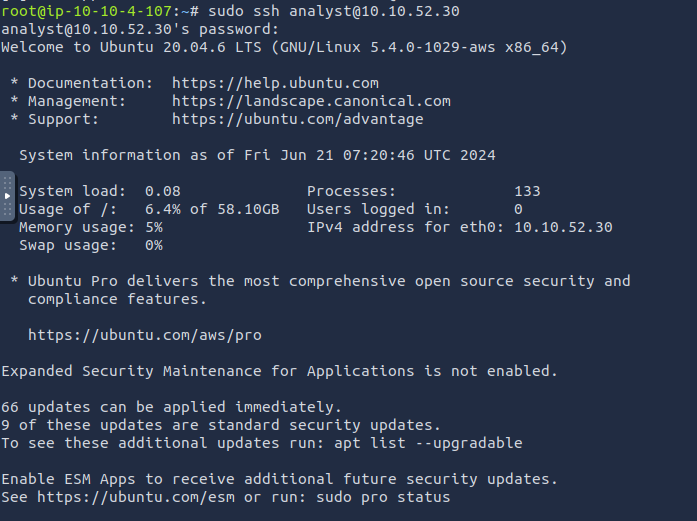 root@ip-10-10-4-107:~# sudo ssh analyst@10.10.52.30
analyst@10.10.52.30's password:
Welcome to Ubuntu 20.04.6 LTS (GNU/Linux 5.4.0-1029-aws x86_64)
* Documentation:  https://help.ubuntu.com
* Management:     https://landscape.canonical.com
* Support:        https://ubuntu.com/advantage
System information as of Fri Jun 21 07:20:46 UTC 2024
System load:  0.08               Processes:             133
Usage of /:   6.4% of 58.10GB   Users logged in:       0
Memory usage: 5%                IPv4 address for eth0: 10.10.52.30
Swap usage:   0%
* Ubuntu Pro delivers the most comprehensive open source security and
compliance features.
https://ubuntu.com/aws/pro
Expanded Security Maintenance for Applications is not enabled.
66 updates can be applied immediately.
9 of these updates are standard security updates.
To see these additional updates run: apt list --upgradable
Enable ESM Apps to receive additional future security updates.
See https://ubuntu.com/esm or run: sudo pro status